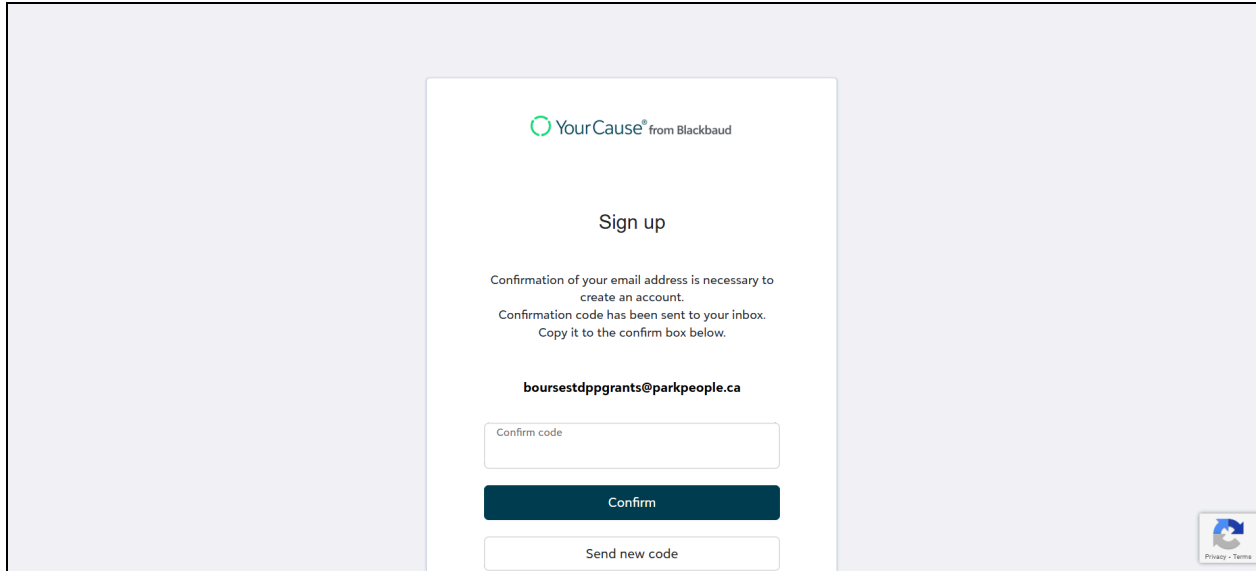 YourCause® from Blackbaud
Sign up
Confirmation of your email address is necessary to
create an account.
Confirmation code has been sent to your inbox.
Copy it to the confirm box below.
boursestdppgrants@parkpeople.ca
Confirm code
Confirm
Send new code
Privacy - Terms